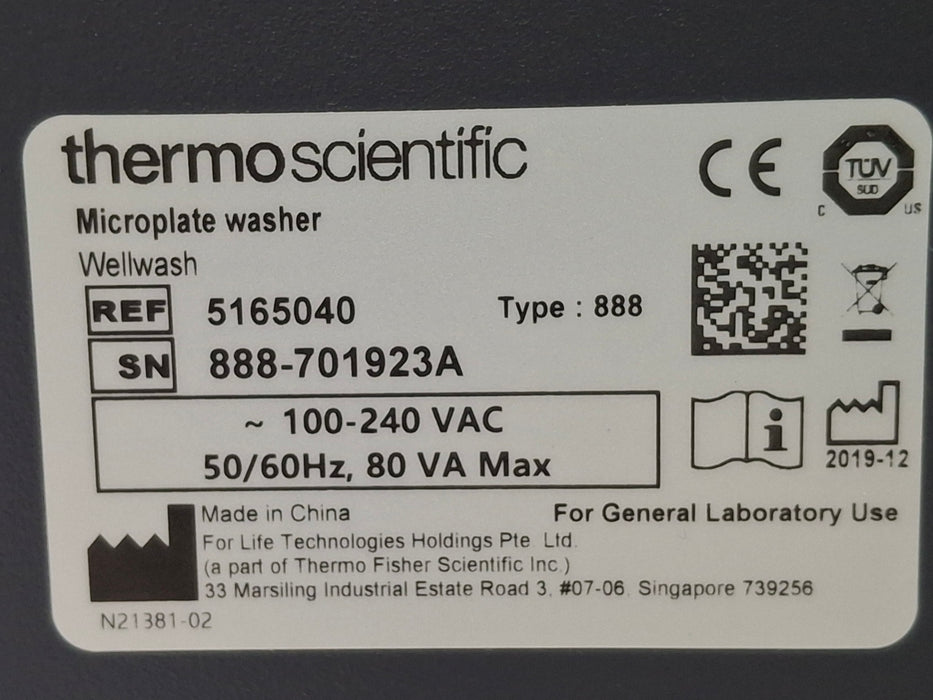 thermoscientific
CE
TÜV
SÜD
C US
Microplate washer
Wellwash
REF 5165040 Type : 888
SN 888-701923A
~ 100-240 VAC
50/60Hz, 80 VA Max
i
2019-12
Made in China
For General Laboratory Use
For Life Technologies Holdings Pte. Ltd.
(a part of Thermo Fisher Scientific Inc.)
33 Marsiling Industrial Estate Road 3, #07-06, Singapore 739256
N21381-02